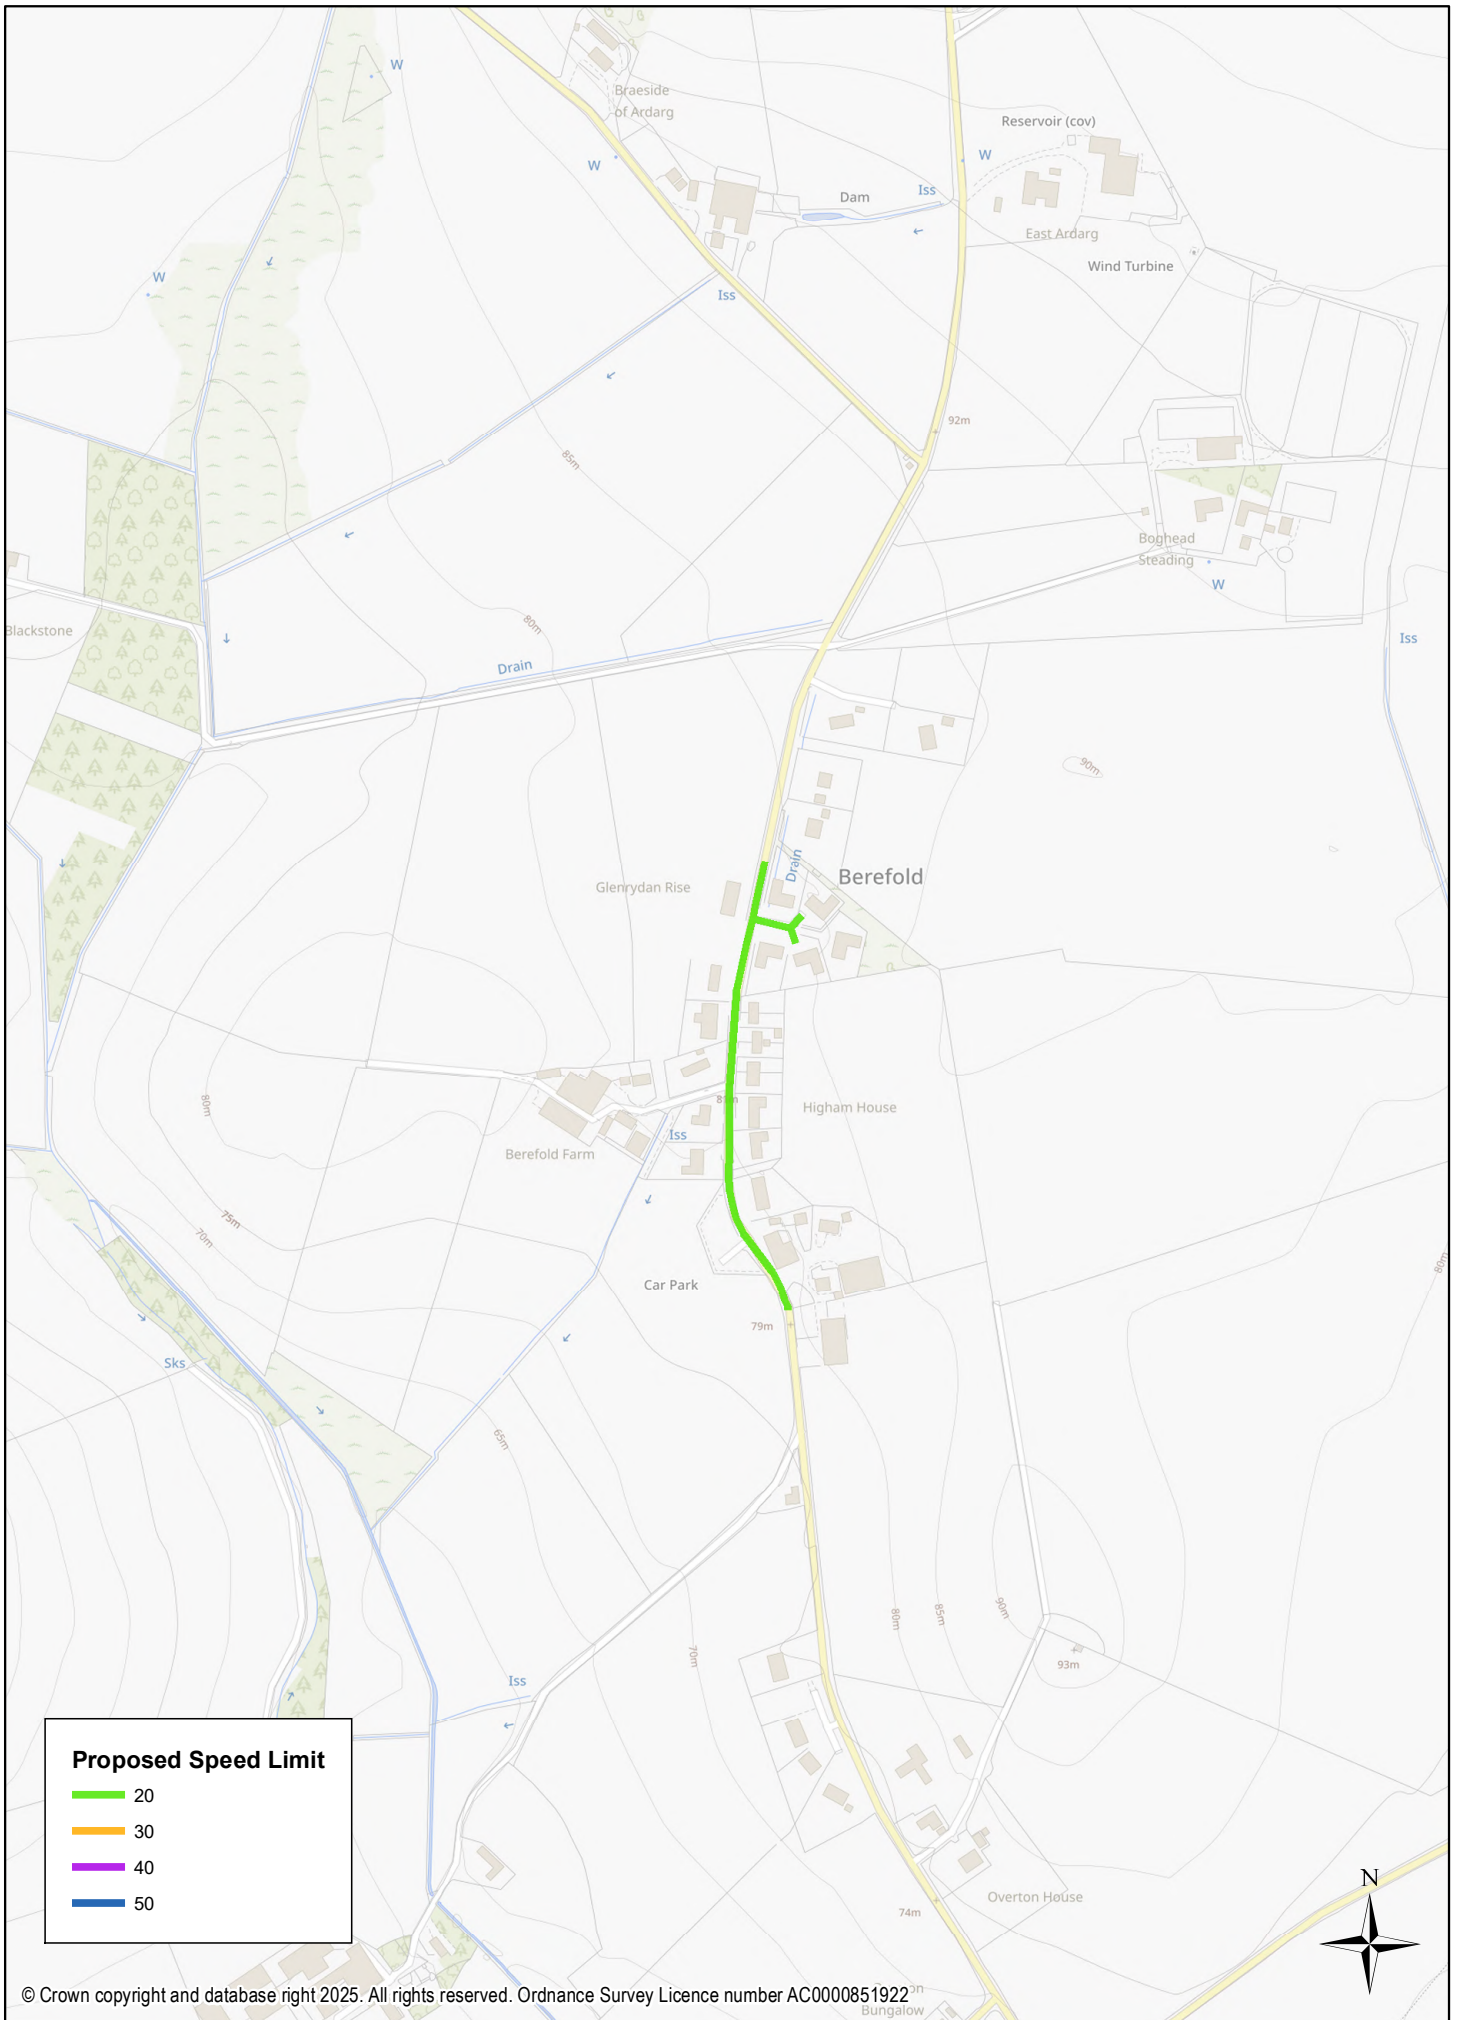 W
Braeside
of Ardarg
Reservoir (cov)
W
W
Dam
Iss
East Ardarg
Wind Turbine
W
Iss
92m
85m
Boghead
Steading
W
80m
Blackstone
Iss
Drain
90m
Drain
Berefold
Glenrydan Rise
80m
81m
Higham House
Iss
Berefold Farm
75m
70m
80m
Car Park
79m
Sks
65m
80m
85m
90m
70m
93m
Iss
Proposed Speed Limit
20
30
40
50
N
Overton House
74m
© Crown copyright and database right 2025. All rights reserved. Ordnance Survey Licence number AC0000851922
Bungalow